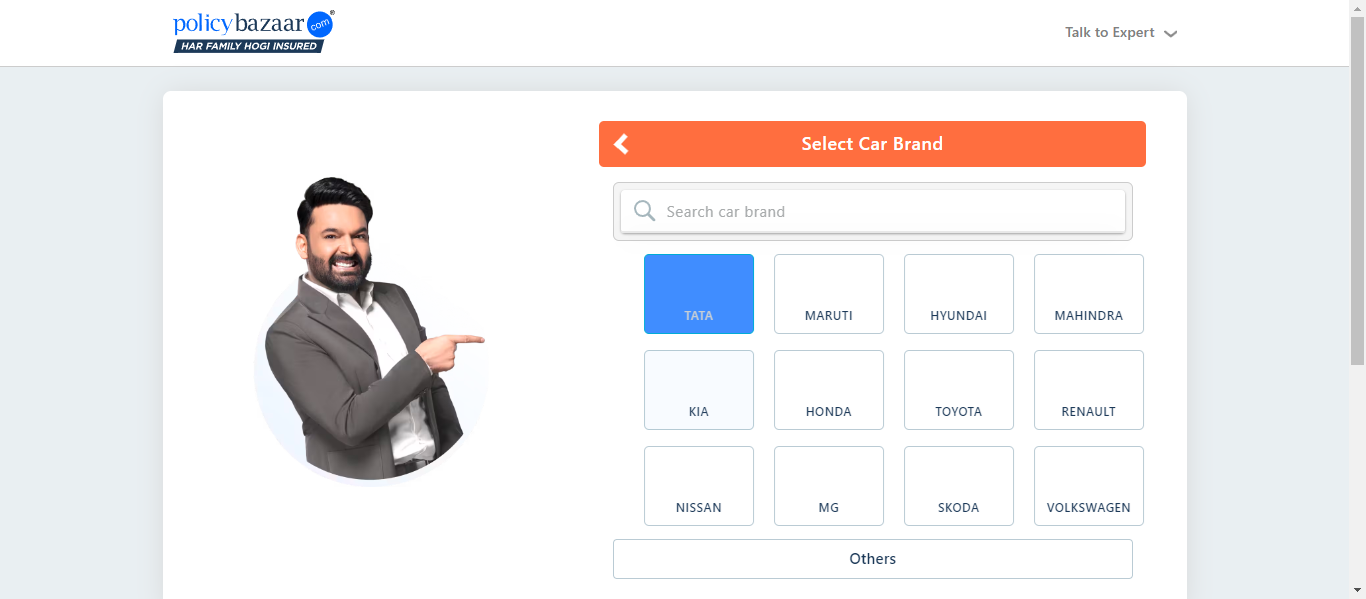 policybazaar.com®
HAR FAMILY HOGI INSURED
Talk to Expert
Select Car Brand
Search car brand
TATA
MARUTI
HYUNDAI
MAHINDRA
KIA
HONDA
TOYOTA
RENAULT
NISSAN
MG
SKODA
VOLKSWAGEN
Others